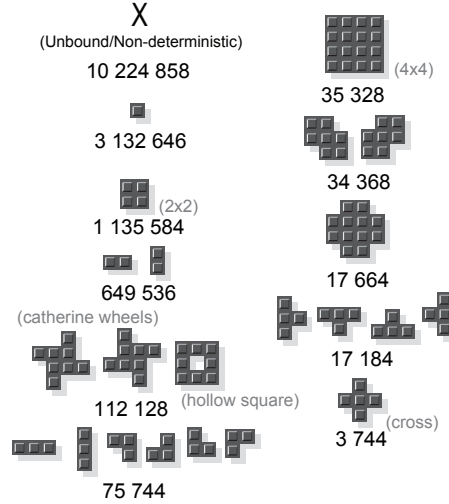 X
(Unbound/Non-deterministic)
10 224 858
3 132 646
(2x2)
1 135 584
649 536
(catherine wheels)
(hollow square)
112 128
75 744
(4x4)
35 328
34 368
17 664
17 184
(cross)
3 744